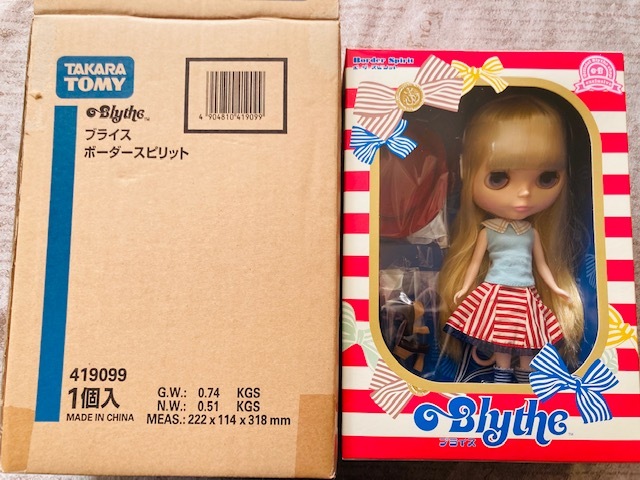 TAKARA
TOMY
Blythe™
ブライス
ボーダースピリット
4 904810 419099
419099
1個入
MADE IN CHINA
G.W.: 0.74 KGS
N.W.: 0.51 KGS
MEAS.: 222 x 114 x 318 mm
Border Spirit
Blythe™
ブライス